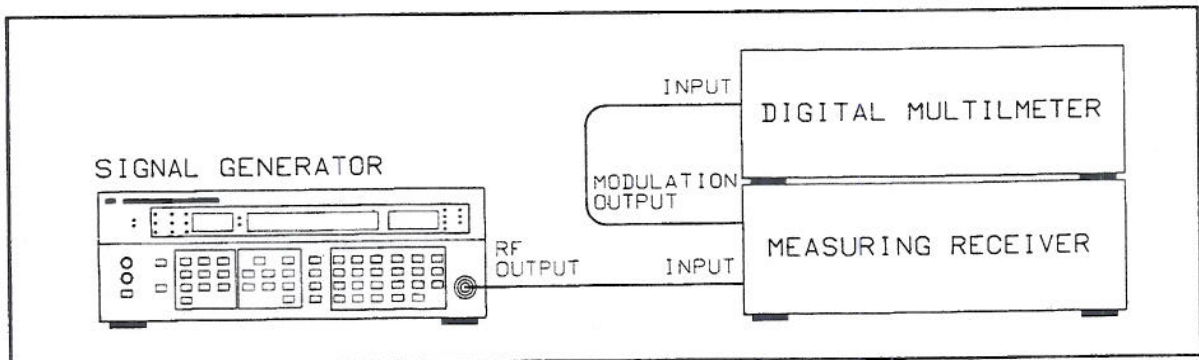 SIGNAL GENERATOR
RF
OUTPUT
INPUT
MODULATION
OUTPUT
INPUT
DIGITAL MULTILMETER
MEASURING RECEIVER